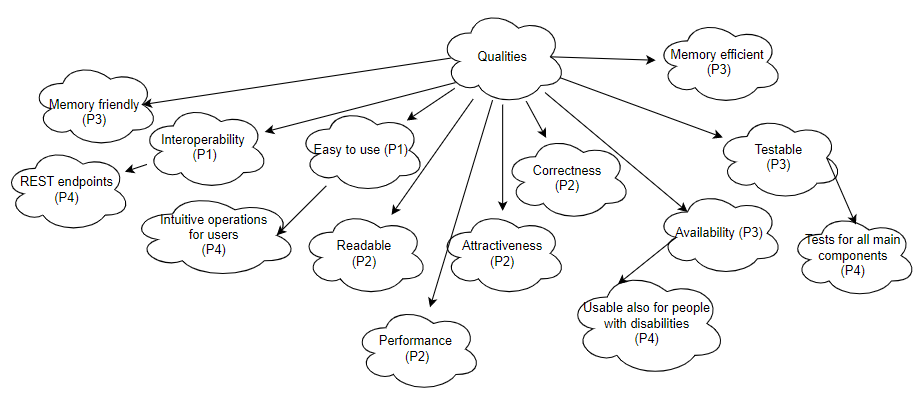 Qualities
Memory efficient
(P3)
Memory friendly
(P3)
Interoperability
(P1)
Easy to use (P1)
Testable
(P3)
REST endpoints
(P4)
Correctness
(P2)
Intuitive operations
for users
(P4)
Readable
(P2)
Attractiveness
(P2)
Availability (P3)
Tests for all main
components
(P4)
Usable also for people
with disabilities
(P4)
Performance
(P2)